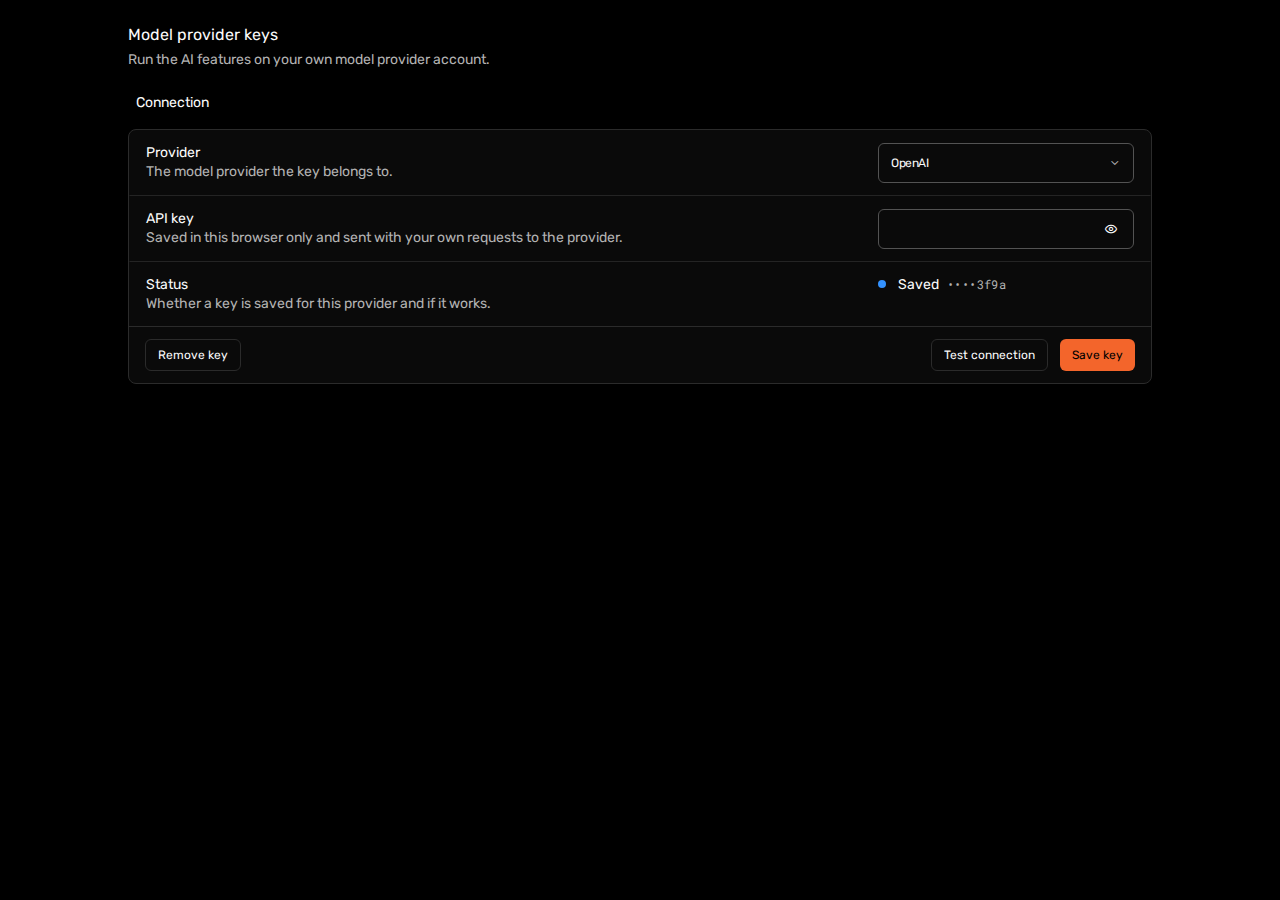 Model provider keys
Run the AI features on your own model provider account.
Connection
Provider
The model provider the key belongs to.
OpenAI
API key
Saved in this browser only and sent with your own requests to the provider.
Status
Whether a key is saved for this provider and if it works.
Saved ••••3f9a
Remove key
Test connection
Save key